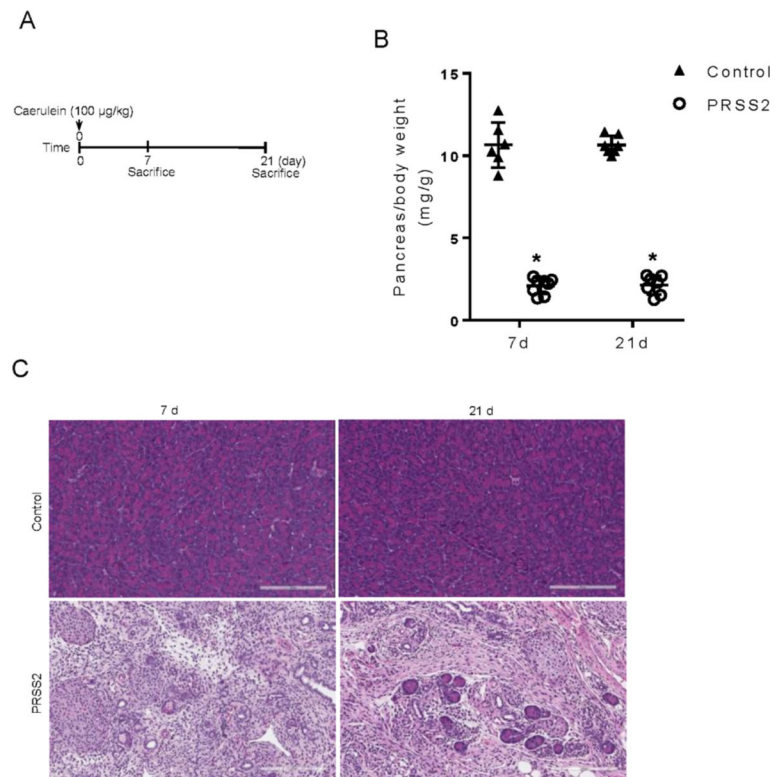 A
Caerulein (100 µg/kg)
0
Time
0 7 21 (day)
Sacrifice Sacrifice
B
Pancreas/body weight
(mg/g)
15
10
5
0
* *
7d 21d
Control
PRSS2
C
7 d 21 d
Control
PRSS2